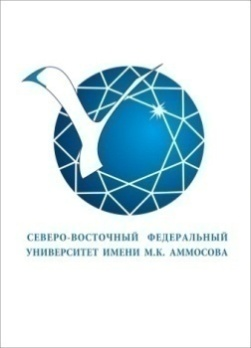 СЕВЕРО-ВОСТОЧНЫЙ ФЕДЕРАЛЬНЫЙ
УНИВЕРСИТЕТ ИМЕНИ М.К. АММОСОВА